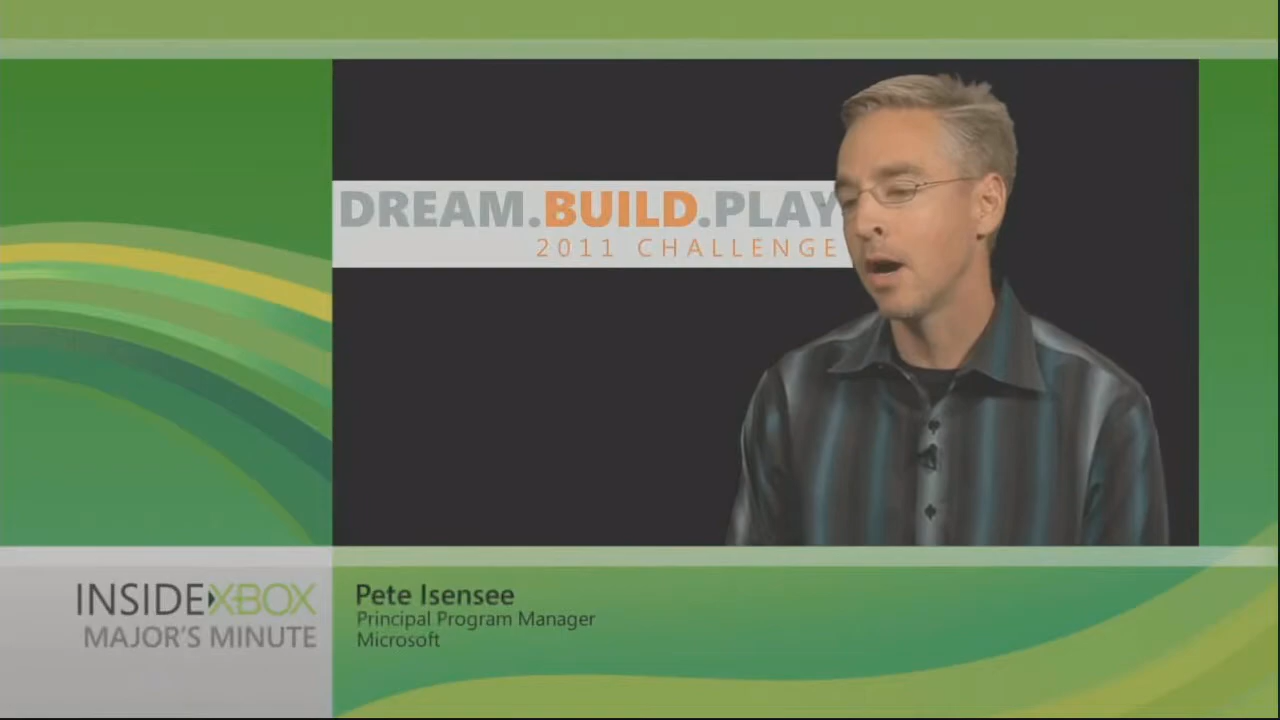 DREAM.BUILD.PLAY
2011 CHALLENGE
INSIDE XBOX
MAJOR'S MINUTE
Pete Isensee
Principal Program Manager
Microsoft